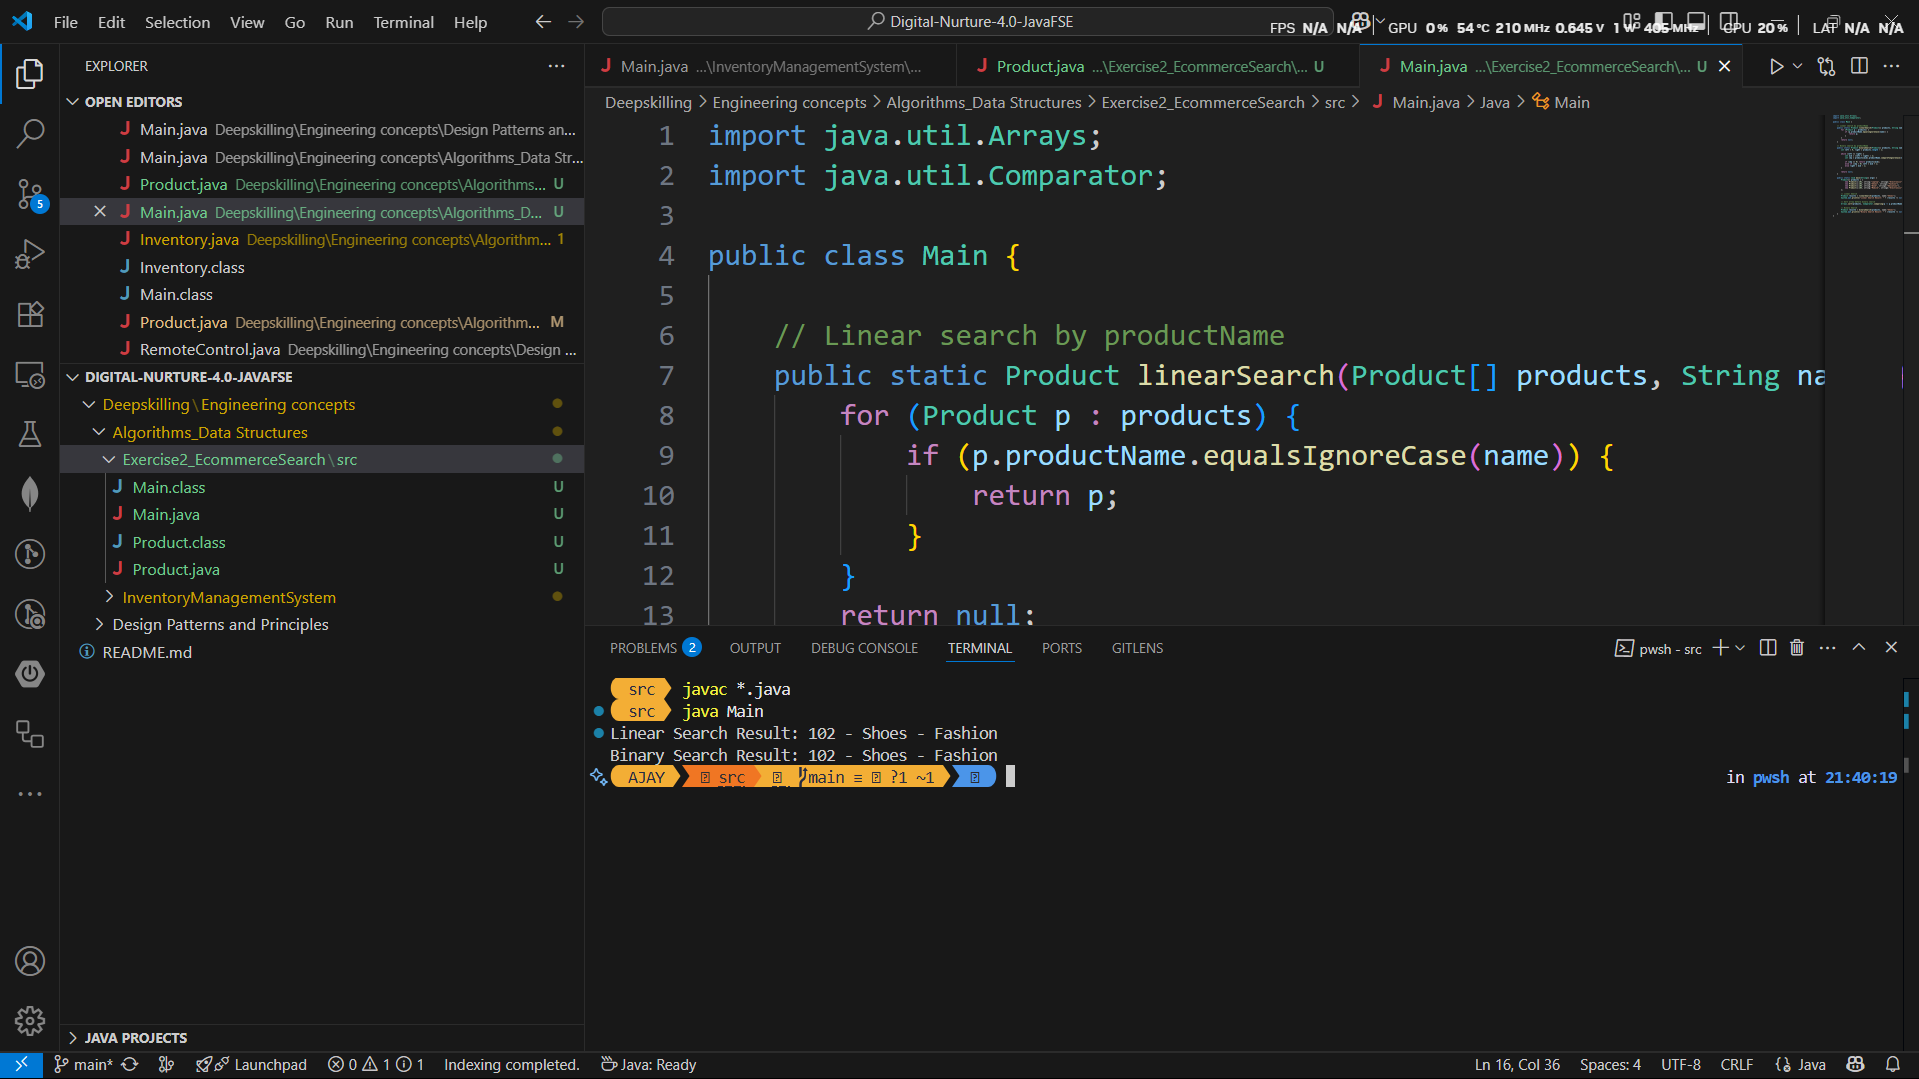 File Edit Selection View Go Run Terminal Help
Digital-Nurture-4.0-JavaFSE
FPS N/A N/A GPU 0 % 54 °C 210 MHz 0.645 V 1 W 405 MHz CPU 20 % LAT N/A N/A
EXPLORER
OPEN EDITORS
Main.java Deepskilling\Engineering concepts\Design Patterns an...
Main.java Deepskilling\Engineering concepts\Algorithms_Data Str...
Product.java Deepskilling\Engineering concepts\Algorithms... U
Main.java Deepskilling\Engineering concepts\Algorithms_D... U
Inventory.java Deepskilling\Engineering concepts\Algorithm... 1
Inventory.class
Main.class
Product.java Deepskilling\Engineering concepts\Algorithm... M
RemoteControl.java Deepskilling\Engineering concepts\Design ...
DIGITAL-NURTURE-4.0-JAVAFSE
Deepskilling\Engineering concepts
Algorithms_Data Structures
Exercise2_EcommerceSearch\src
Main.class U
Main.java U
Product.class U
Product.java U
InventoryManagementSystem
Design Patterns and Principles
README.md
5
JAVA PROJECTS
Main.java ...\InventoryManagementSystem\...
Product.java ...\Exercise2_EcommerceSearch\... U
Main.java ...\Exercise2_EcommerceSearch\... U
Deepskilling > Engineering concepts > Algorithms_Data Structures > Exercise2_EcommerceSearch > src > Main.java > Java > Main
1 import java.util.Arrays;
2 import java.util.Comparator;
3
4 public class Main {
5
6 // Linear search by productName
7 public static Product linearSearch(Product[] products, String na
8 for (Product p : products) {
9 if (p.productName.equalsIgnoreCase(name)) {
10 return p;
11 }
12 }
13 return null;
PROBLEMS 2 OUTPUT DEBUG CONSOLE TERMINAL PORTS GITLENS
pwsh - src
src javac *.java
src java Main
Linear Search Result: 102 - Shoes - Fashion
Binary Search Result: 102 - Shoes - Fashion
AJAY src main ≡ ?1 ~1
in pwsh at 21:40:19
main* Launchpad 0 1 1 Indexing completed. Java: Ready
Ln 16, Col 36 Spaces: 4 UTF-8 CRLF Java